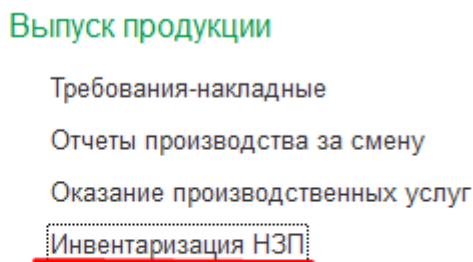 Выпуск продукции
Требования-накладные
Отчеты производства за смену
Оказание производственных услуг
Инвентаризация НЗП